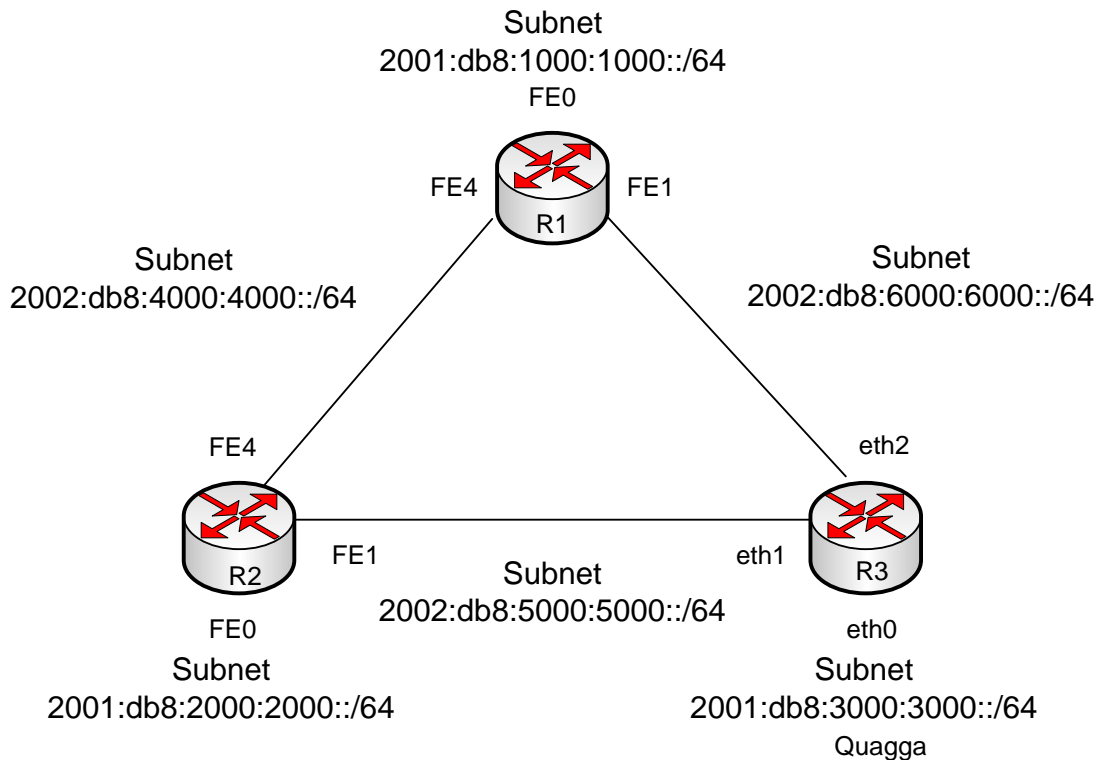 Subnet
2001:db8:1000:1000::/64
FE0
FE4
FE1
R1
Subnet
2002:db8:4000:4000::/64
Subnet
2002:db8:6000:6000::/64
FE4
eth2
R2
FE1
eth1
R3
Subnet
2002:db8:5000:5000::/64
FE0
Subnet
2001:db8:2000:2000::/64
eth0
Subnet
2001:db8:3000:3000::/64
Quagga